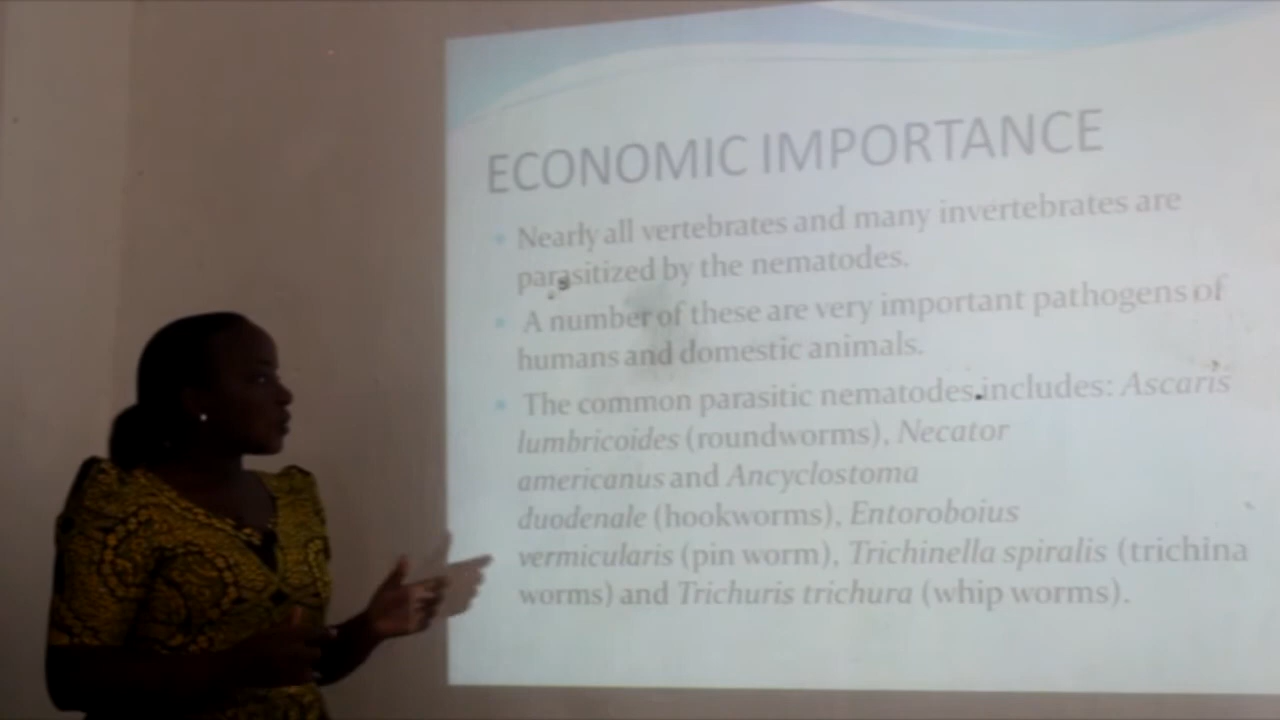 ECONOMIC IMPORTANCE
Nearly all vertebrates and many invertebrates are
parasitized by the nematodes.
A number of these are very important pathogens of
humans and domestic animals.
The common parasitic nematodes includes: Ascaris
lumbricoides (roundworms), Necator
americanus and Ancyclostoma
duodenale (hookworms), Entoroboius
vermicularis (pin worm), Trichinella spiralis (trichina
worms) and Trichuris trichura (whip worms).